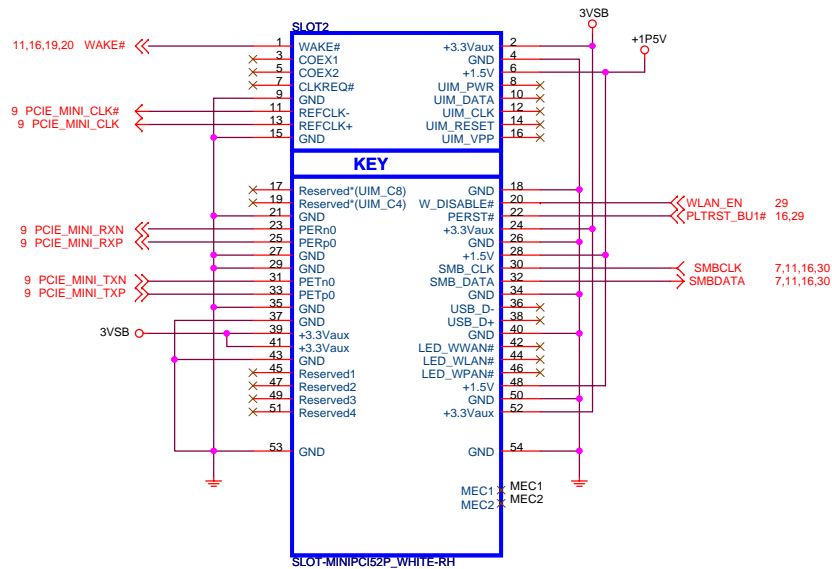 SLOT2
3VSB
+1P5V
11,16,19,20 WAKE# 1 WAKE# +3.3Vaux 2
3 COEX1 GND 4
5 COEX2 +1.5V 6
7 CLKREQ# UIM_PWR 8
9 GND UIM_DATA 10
9 PCIE_MINI_CLK# 11 REFCLK- UIM_CLK 12
9 PCIE_MINI_CLK 13 REFCLK+ UIM_RESET 14
15 GND UIM_VPP 16
KEY
17 Reserved*(UIM_C8) GND 18
19 Reserved*(UIM_C4) W_DISABLE# 20 WLAN_EN 29
21 GND PERST# 22 PLTRST_BU1# 16,29
9 PCIE_MINI_RXN 23 PERn0 +3.3Vaux 24
9 PCIE_MINI_RXP 25 PERp0 GND 26
27 GND +1.5V 28
29 GND SMB_CLK 30 SMBCLK 7,11,16,30
9 PCIE_MINI_TXN 31 PETn0 SMB_DATA 32 SMBDATA 7,11,16,30
9 PCIE_MINI_TXP 33 PETp0 GND 34
35 GND USB_D- 36
37 GND USB_D+ 38
3VSB 39 +3.3Vaux GND 40
41 +3.3Vaux LED_WWAN# 42
43 GND LED_WLAN# 44
45 Reserved1 LED_WPAN# 46
47 Reserved2 +1.5V 48
49 Reserved3 GND 50
51 Reserved4 +3.3Vaux 52
53 GND GND 54
MEC1 MEC1
MEC2 MEC2
SLOT-MINIPCI52P_WHITE-RH